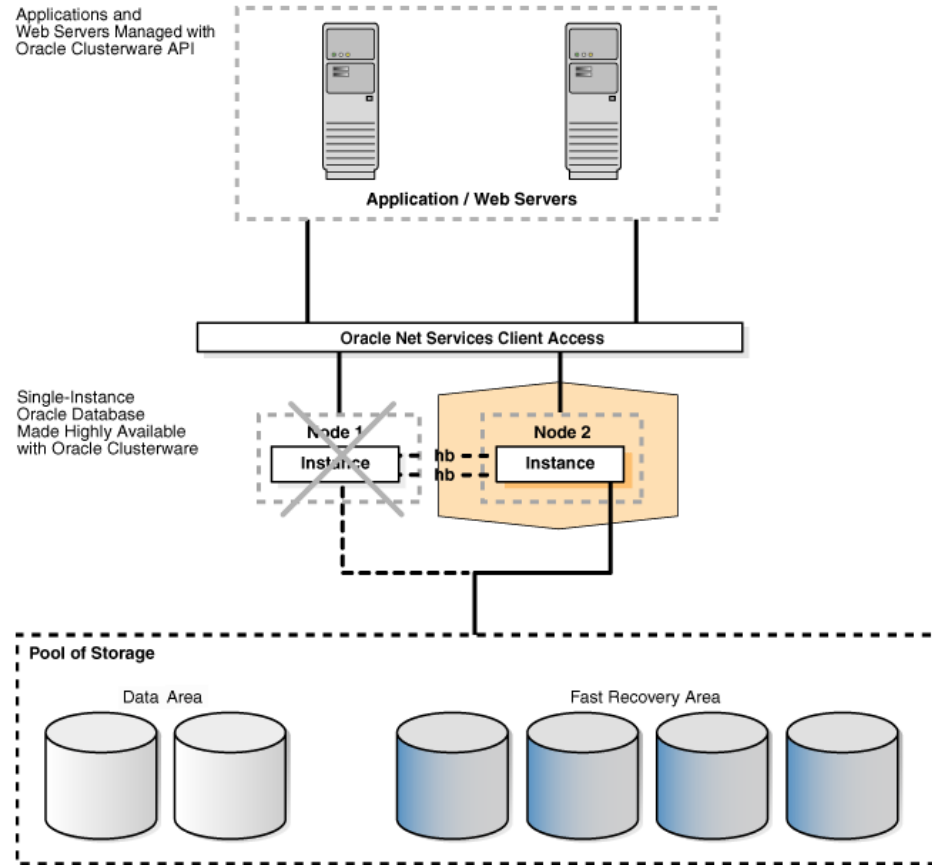 Applications and
Web Servers Managed with
Oracle Clusterware API
Application / Web Servers
Oracle Net Services Client Access
Single-Instance
Oracle Database
Made Highly Available
with Oracle Clusterware
Node 1
Instance
hb
hb
Node 2
Instance
Pool of Storage
Data Area
Fast Recovery Area